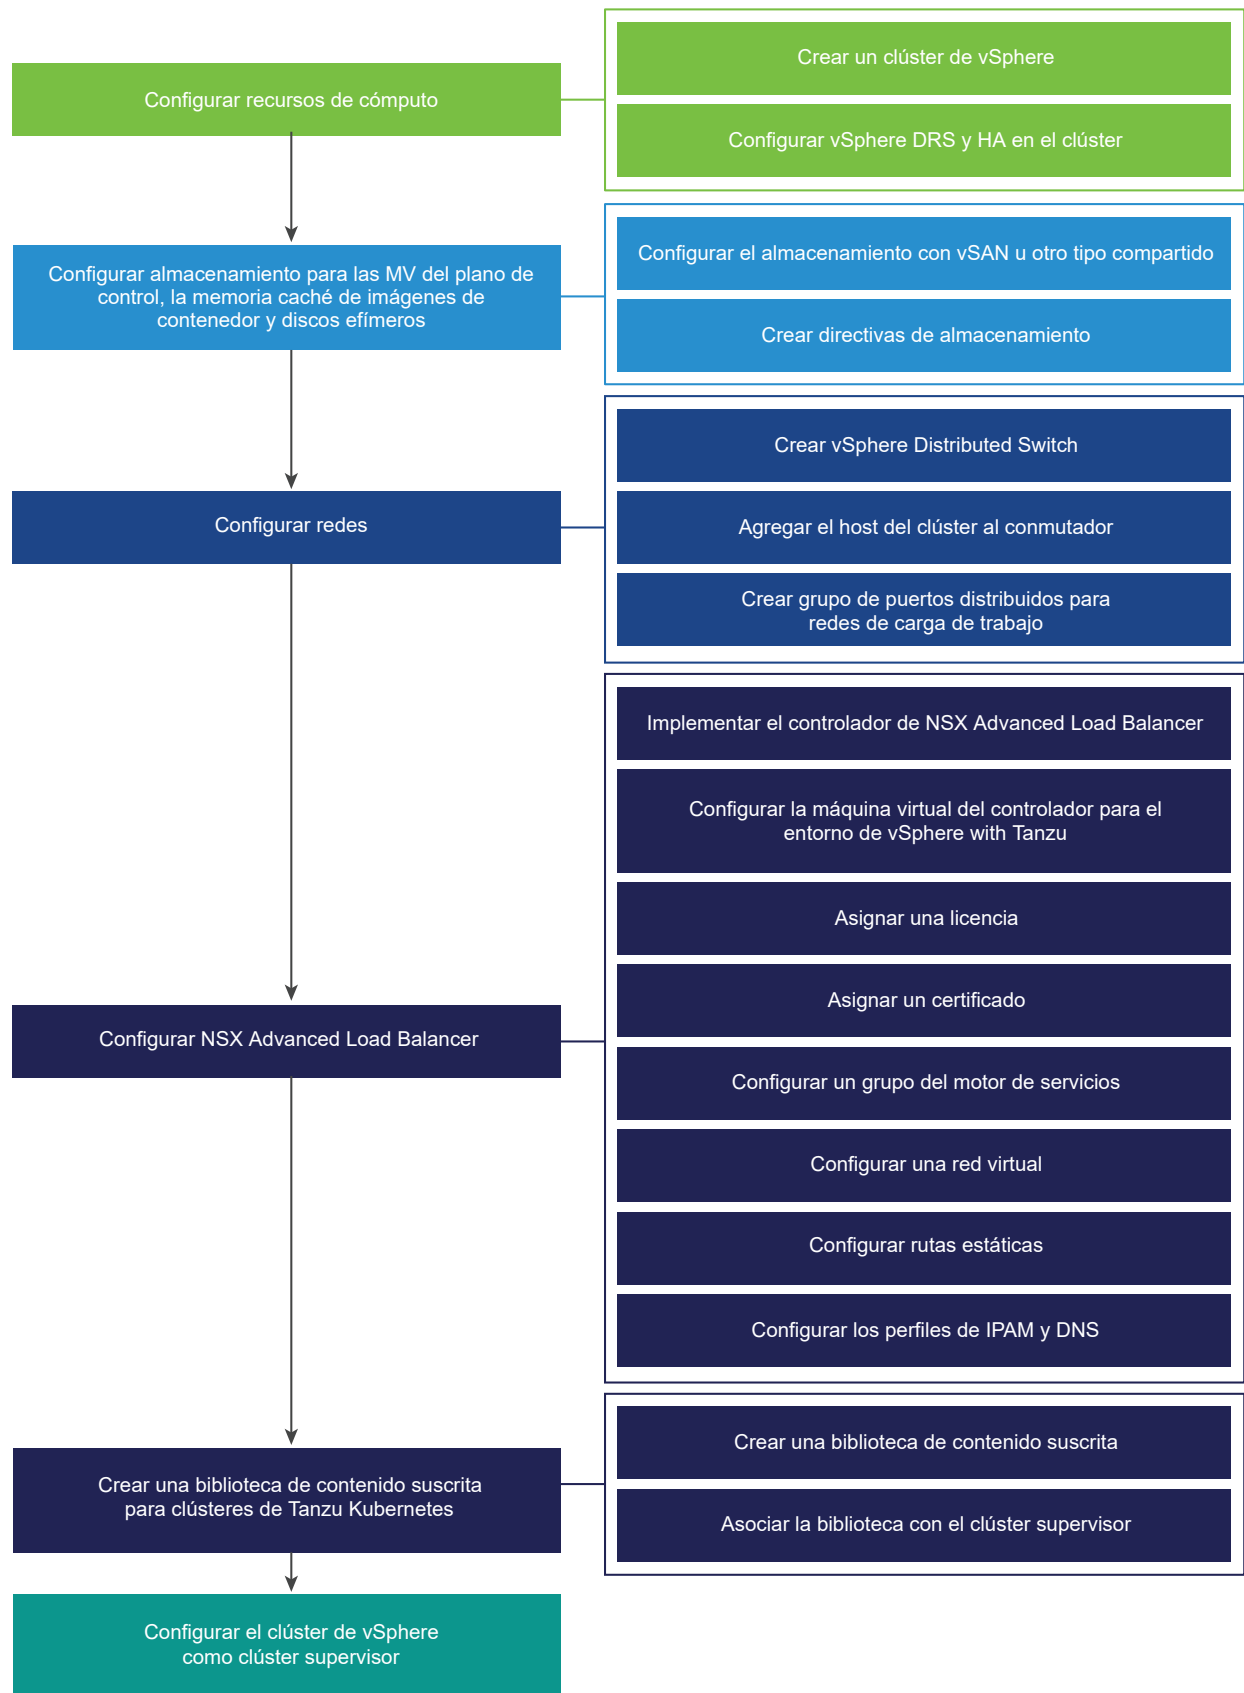 Configurar recursos de cómputo
Crear un clúster de vSphere
Configurar vSphere DRS y HA en el clúster
Configurar almacenamiento para las MV del plano de
control, la memoria caché de imágenes de
contenedor y discos efímeros
Configurar el almacenamiento con vSAN u otro tipo compartido
Crear directivas de almacenamiento
Configurar redes
Crear vSphere Distributed Switch
Agregar el host del clúster al conmutador
Crear grupo de puertos distribuidos para
redes de carga de trabajo
Configurar NSX Advanced Load Balancer
Implementar el controlador de NSX Advanced Load Balancer
Configurar la máquina virtual del controlador para el
entorno de vSphere with Tanzu
Asignar una licencia
Asignar un certificado
Configurar un grupo del motor de servicios
Configurar una red virtual
Configurar rutas estáticas
Configurar los perfiles de IPAM y DNS
Crear una biblioteca de contenido suscrita
para clústeres de Tanzu Kubernetes
Crear una biblioteca de contenido suscrita
Asociar la biblioteca con el clúster supervisor
Configurar el clúster de vSphere
como clúster supervisor